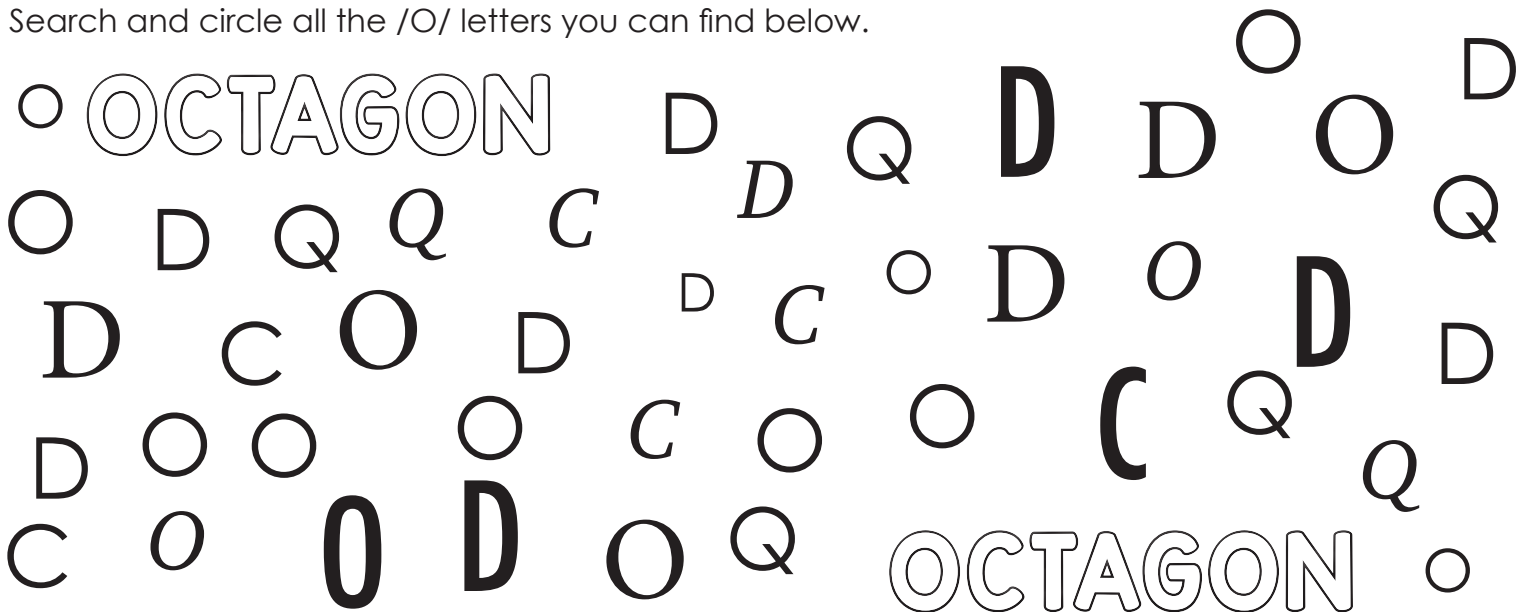 Search and circle all the /O/ letters you can find below.
O D
O OCTAGON D Q D D O
O D Q Q C D Q
D C O D D C O D O D D
D O O O C O O C Q Q
C O O D O Q OCTAGON O